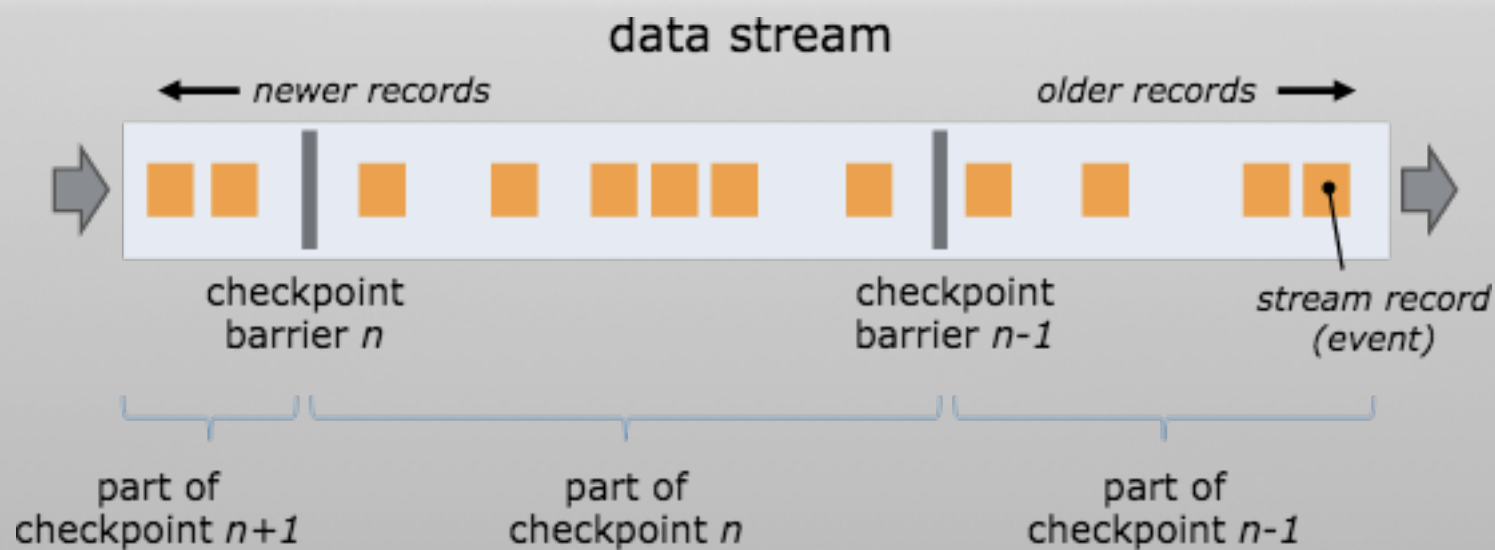 data stream
newer records
older records
checkpoint
barrier n
checkpoint
barrier n-1
stream record
(event)
part of
checkpoint n+1
part of
checkpoint n
part of
checkpoint n-1